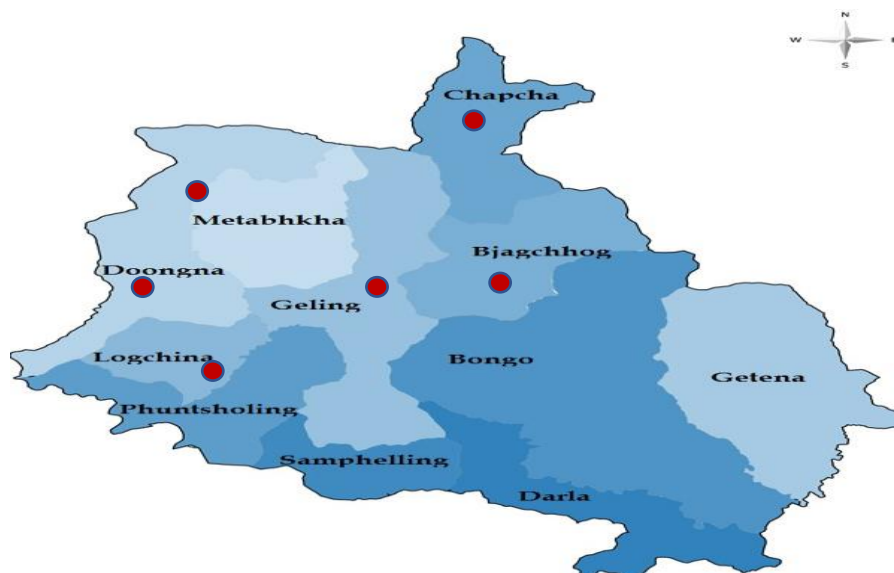 N
W
S
Chapcha
Metabhkha
Bjagchhog
Doongna
Geling
Logchina
Bongo
Getena
Phuntsholing
Samphelling
Darla